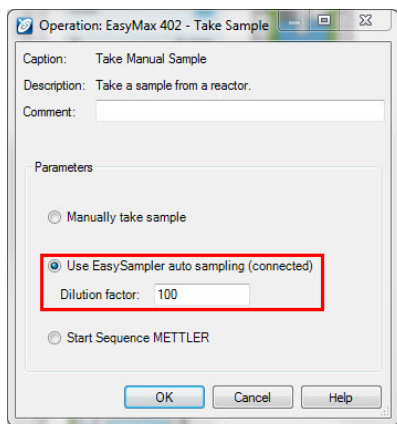 Operation: EasyMax 402 - Take Sample
Caption: Take Manual Sample
Description: Take a sample from a reactor.
Comment:
Parameters
Manually take sample
Use EasySampler auto sampling (connected)
Dilution factor: 100
Start Sequence METTLER
OK Cancel Help